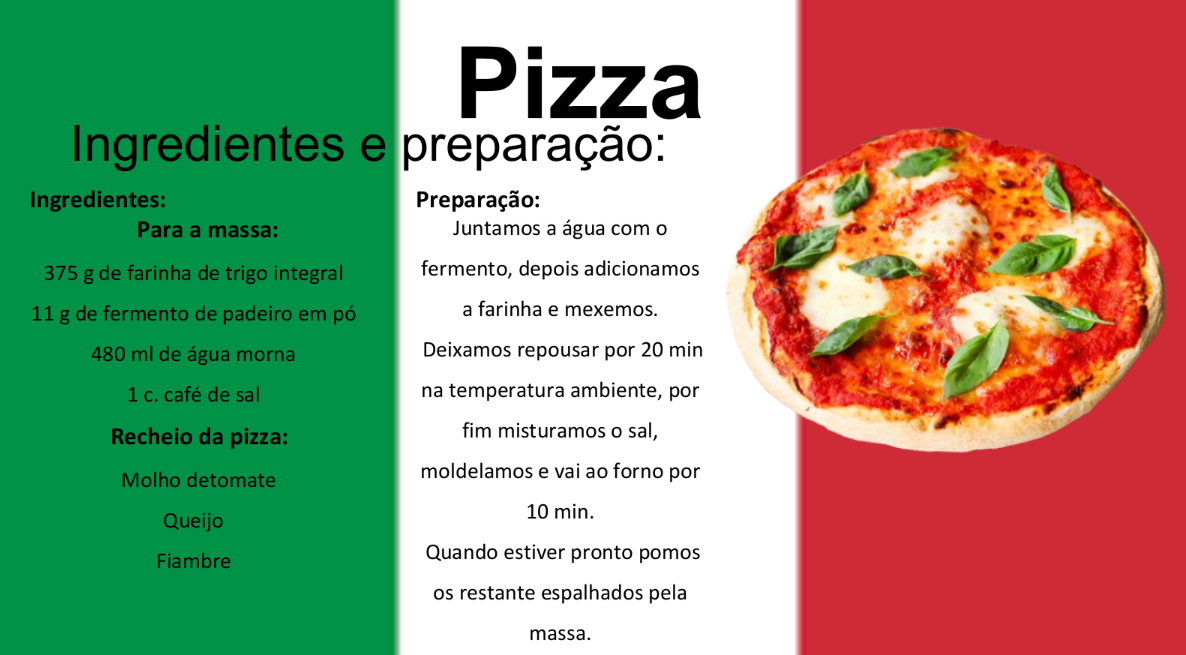 Pizza
Ingredientes e preparação:
Ingredientes:
Para a massa:
375 g de farinha de trigo integral
11 g de fermento de padeiro em pó
480 ml de água morna
1 c. café de sal
Recheio da pizza:
Molho detomate
Queijo
Fiambre
Preparação:
Juntamos a água com o
fermento, depois adicionamos
a farinha e mexemos.
Deixamos repousar por 20 min
na temperatura ambiente, por
fim misturamos o sal,
moldelamos e vai ao forno por
10 min.
Quando estiver pronto pomos
os restante espalhados pela
massa.